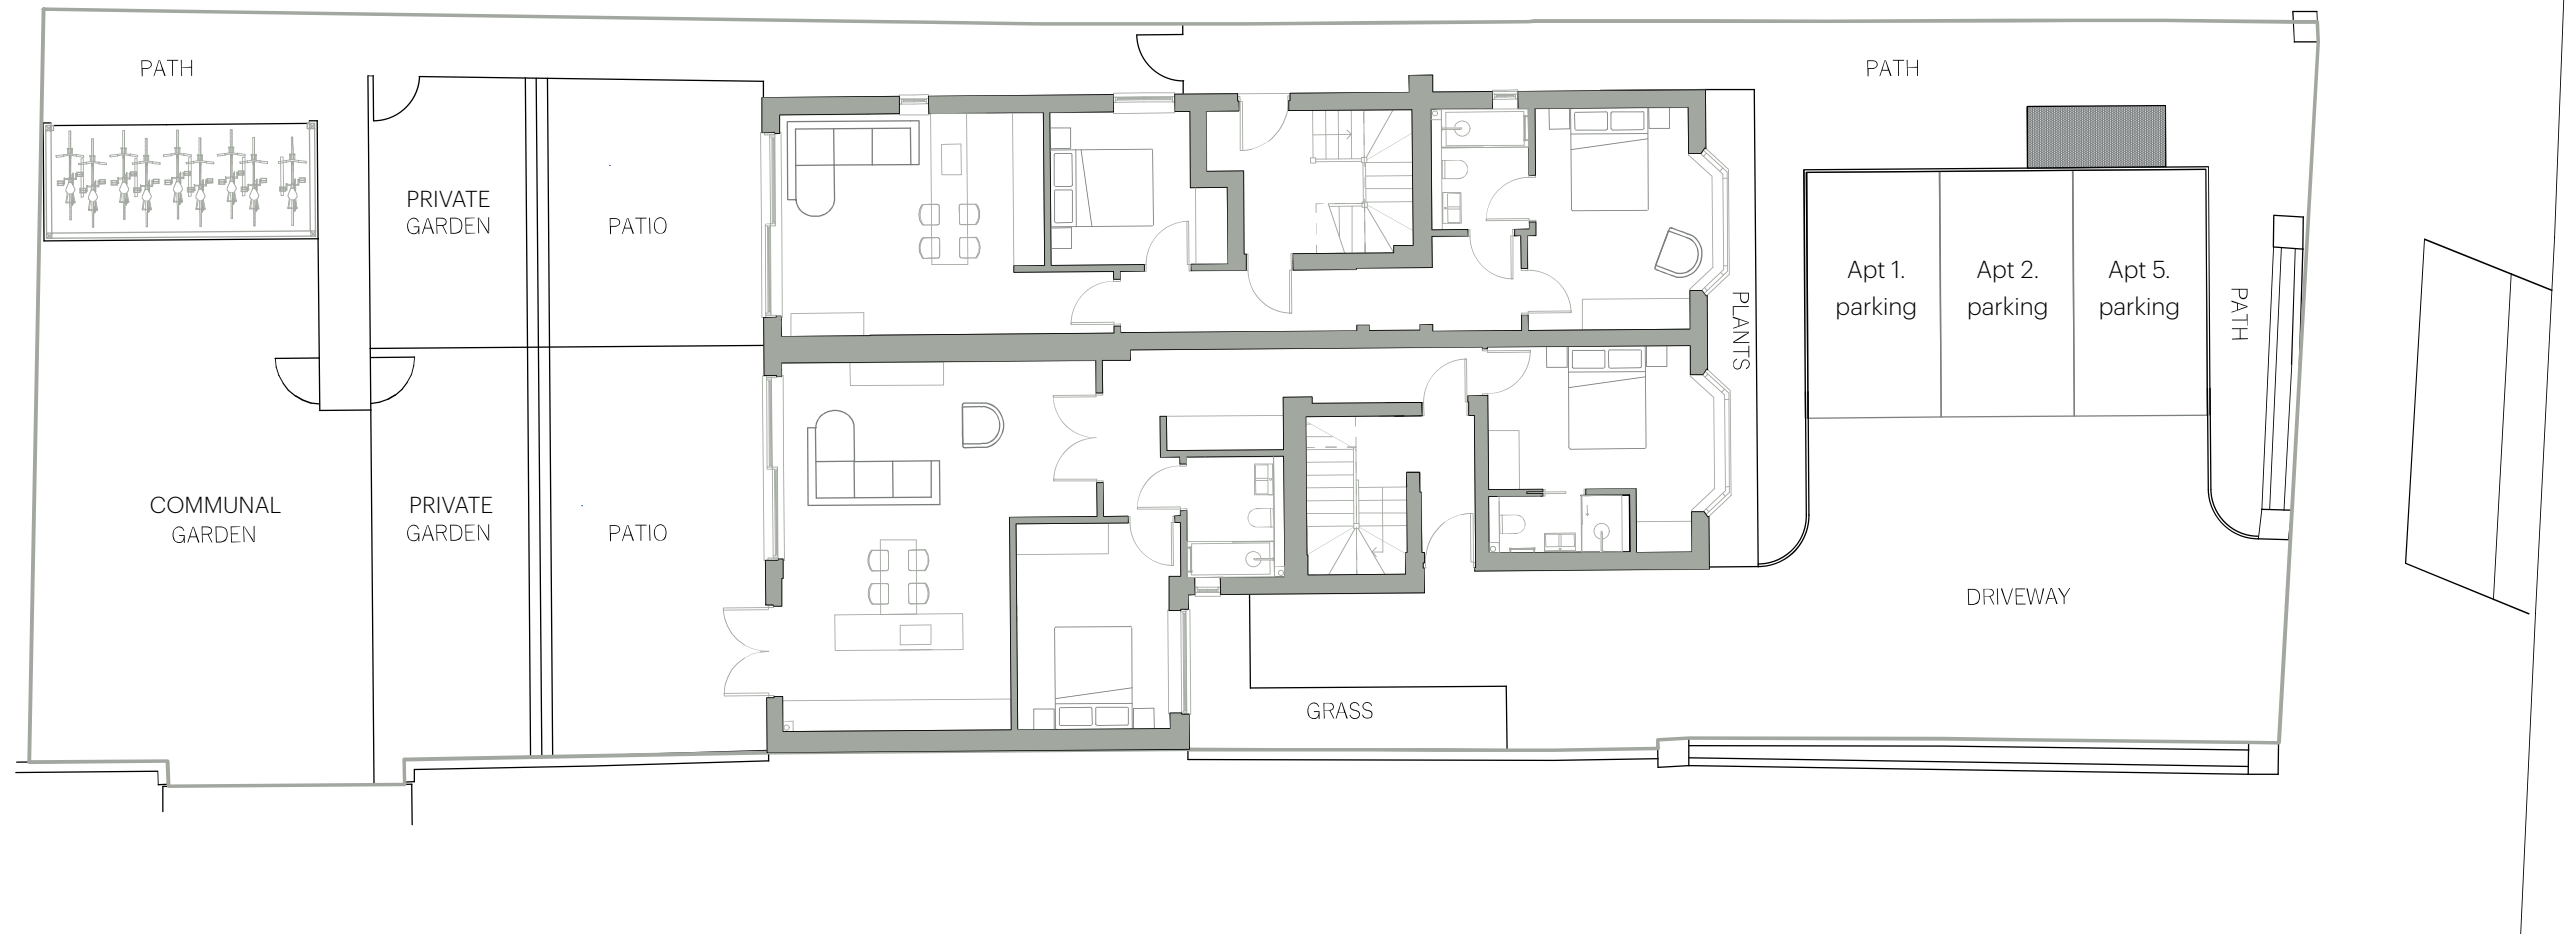 PATH
PATH
PRIVATE
GARDEN
PATIO
Apt 1.
parking
Apt 2.
parking
Apt 5.
parking
PLANTS
PATH
COMMUNAL
GARDEN
PRIVATE
GARDEN
PATIO
DRIVEWAY
GRASS